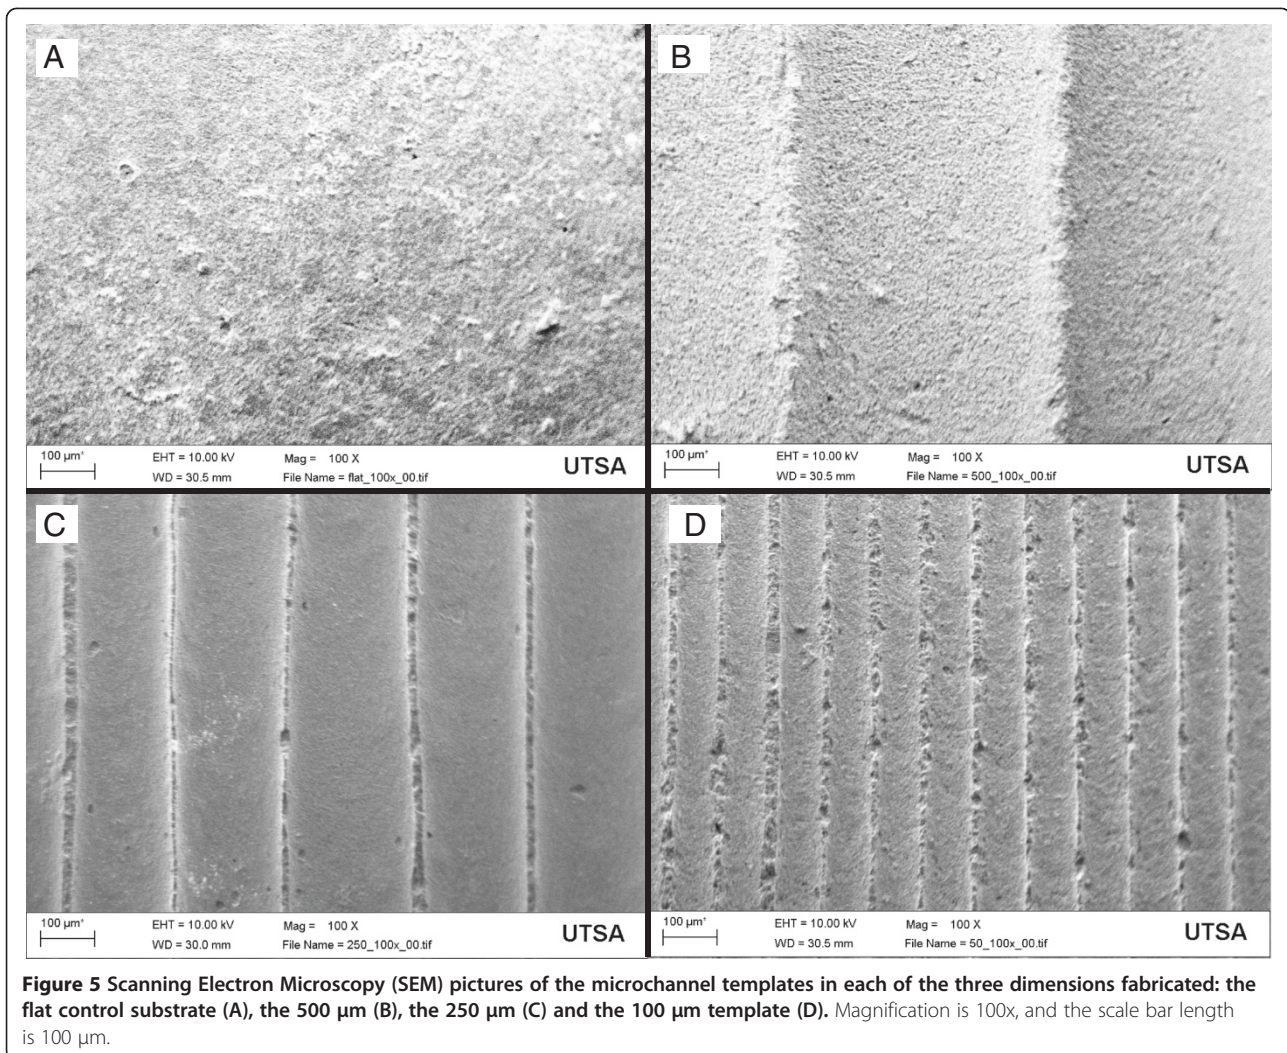 A
B
100 µm+
EHT = 10.00 kV
WD = 30.5 mm
Mag = 100 X
File Name = flat_100x_00.tif
UTSA
100 µm+
EHT = 10.00 kV
WD = 30.5 mm
Mag = 100 X
File Name = 500_100x_00.tif
UTSA
C
D
100 µm+
EHT = 10.00 kV
WD = 30.0 mm
Mag = 100 X
File Name = 250_100x_00.tif
UTSA
100 µm+
EHT = 10.00 kV
WD = 30.5 mm
Mag = 100 X
File Name = 50_100x_00.tif
UTSA
Figure 5 Scanning Electron Microscopy (SEM) pictures of the microchannel templates in each of the three dimensions fabricated: the
flat control substrate (A), the 500 µm (B), the 250 µm (C) and the 100 µm template (D). Magnification is 100x, and the scale bar length
is 100 µm.